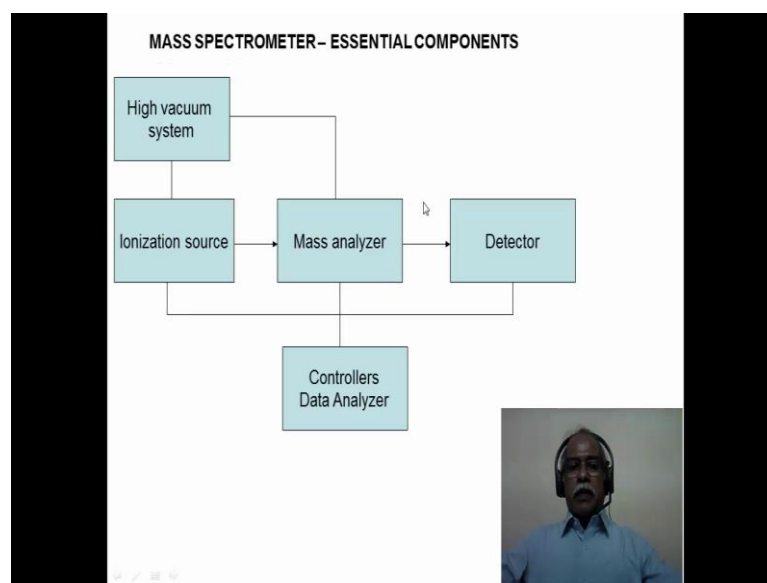 MASS SPECTROMETER – ESSENTIAL COMPONENTS
High vacuum
system
Ionization source
Mass analyzer
Detector
Controllers
Data Analyzer